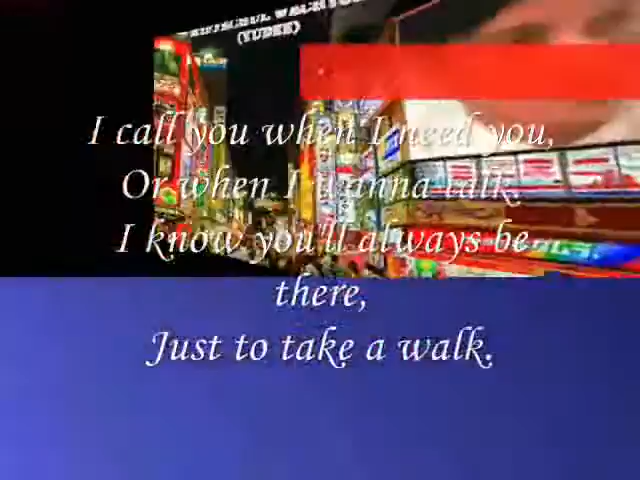 (YUDEE)
I call you when I need you,
Or when I wanna talk.
I know you'll always be
there,
Just to take a walk.